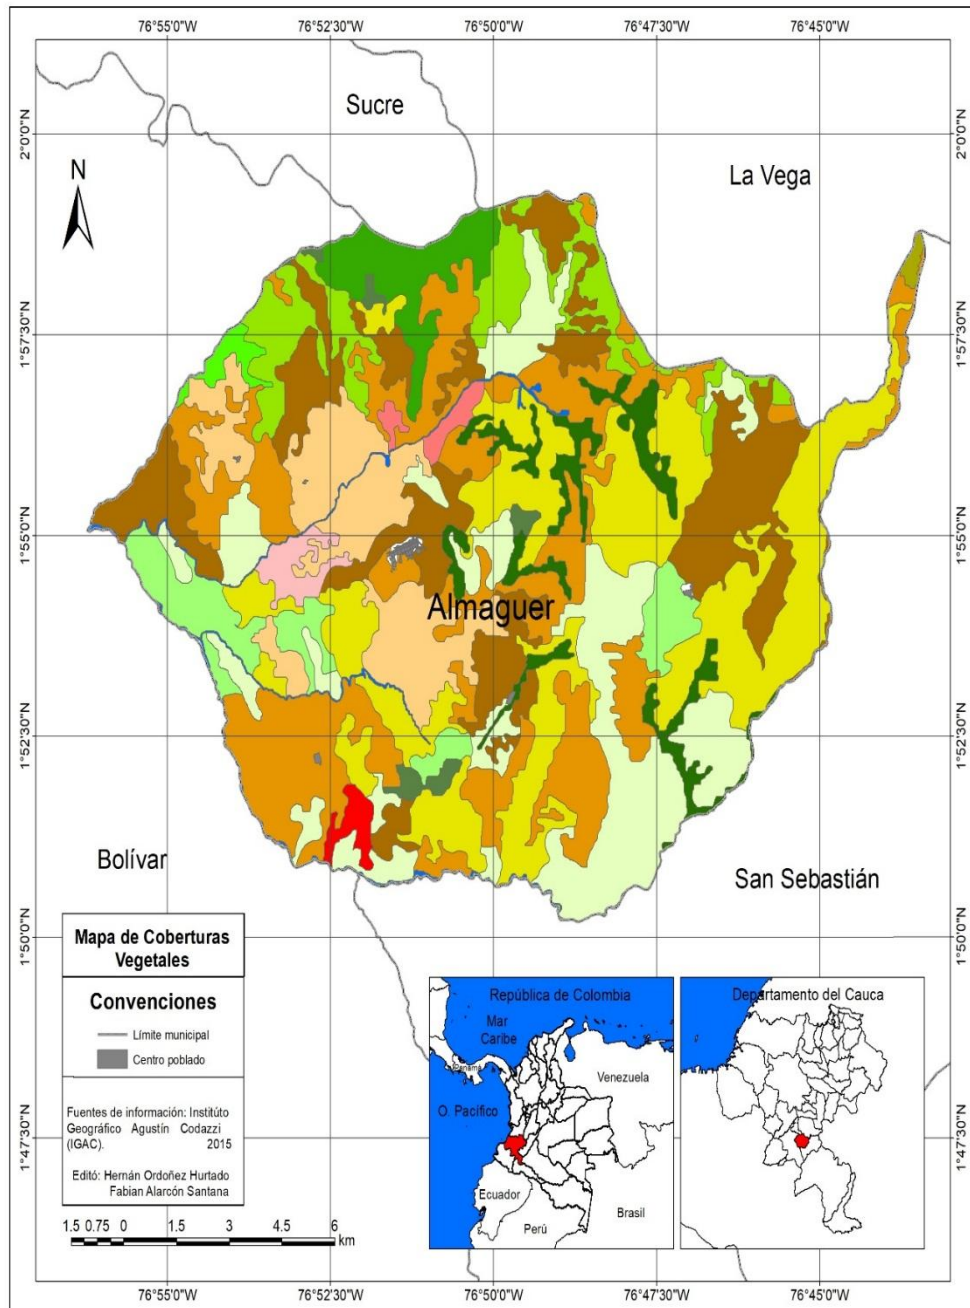 76°55'0"W 76°52'30"W 76°50'0"W 76°47'30"W 76°45'0"W
Sucre
2°0'0"N 2°0'0"N
N
La Vega
1°57'30"N 1°57'30"N
1°55'0"N 1°55'0"N
Almaguer
1°52'30"N 1°52'30"N
Bolívar
San Sebastián
1°50'0"N 1°50'0"N
Mapa de Coberturas
Vegetales
Convenciones
Límite municipal
Centro poblado
Fuentes de información: Instítúto
Geográfico Agustín Codazzi
(IGAC). 2015
Editó: Hernán Ordoñez Hurtado
Fabian Alarcón Santana
1.5 0.75 0 1.5 3 4.5 6
km
República de Colombia
Mar
Caribe
Panamá
Venezuela
O. Pacífico
Ecuador
Perú
Brasil
Departamento del Cauca
1°47'30"N 1°47'30"N
76°55'0"W 76°52'30"W 76°50'0"W 76°47'30"W 76°45'0"W